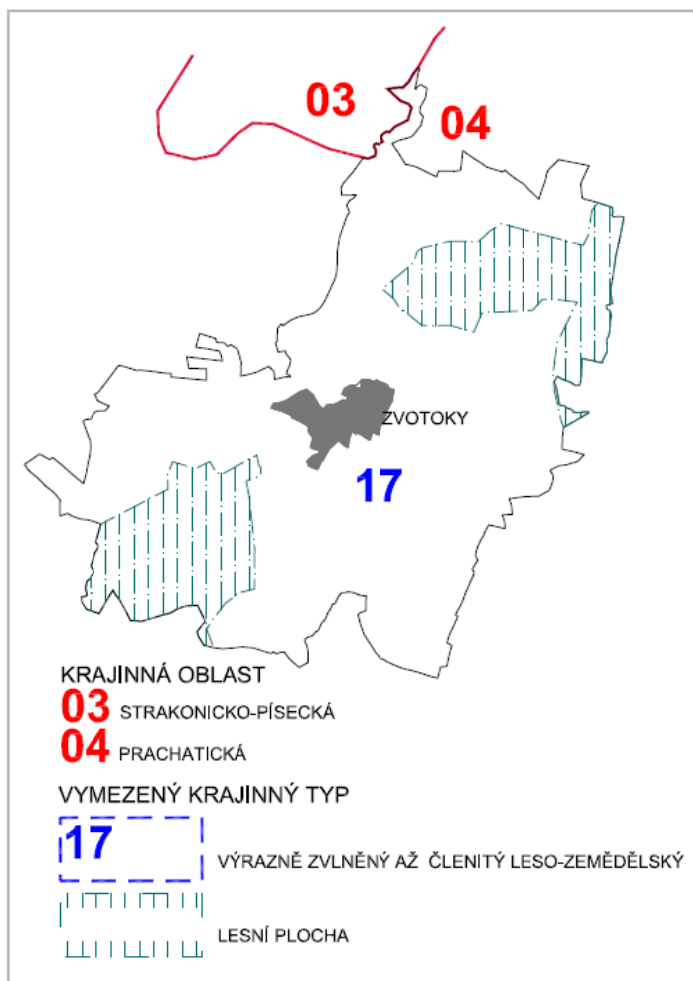 03
04
ZVOTOKY
17
KRAJINNÁ OBLAST
03 STRAKONICKO-PÍSECKÁ
04 PRACHATICKÁ
VYMEZENÝ KRAJINNÝ TYP
17 VÝRAZNĚ ZVLNĚNÝ AŽ ČLENITÝ LESO-ZEMĚDĚLSKÝ
LESNÍ PLOCHA